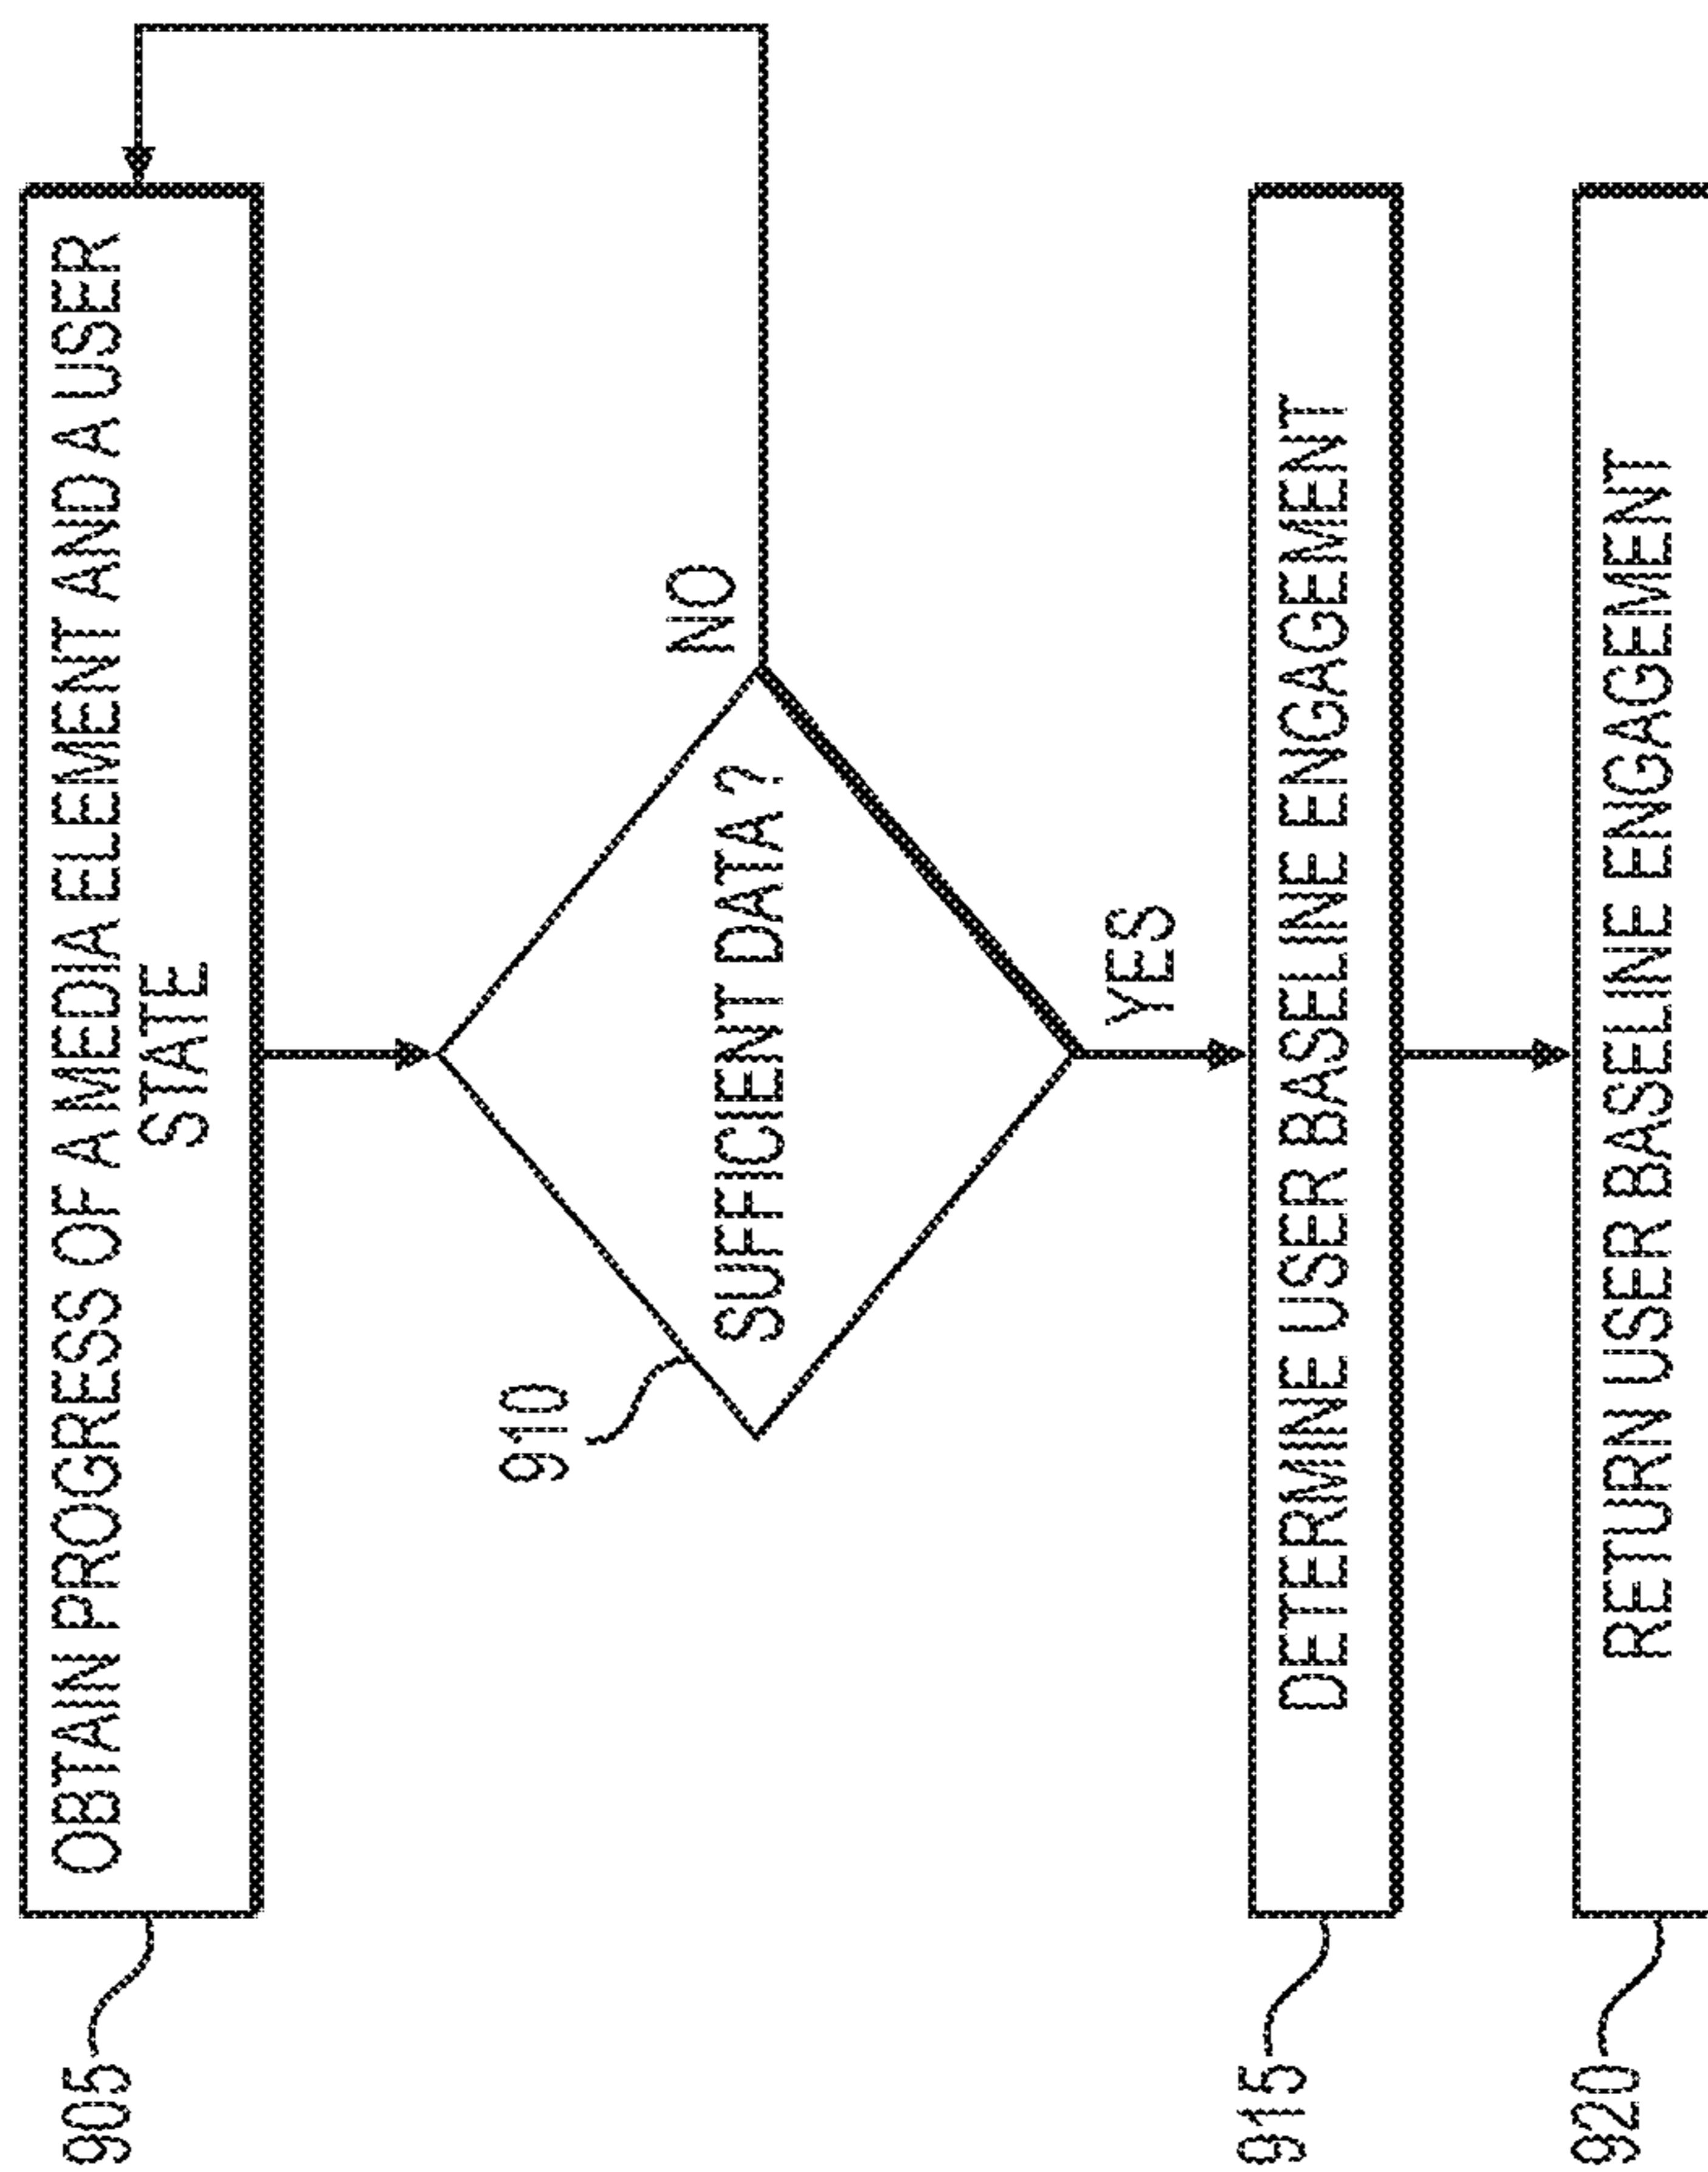 905
OBTAIN PROGRESS OF A MEDIA ELEMENT AND A USER
STATE
910
SUFFICIENT DATA ?
NO
YES
915
DETERMINE USER BASELINE ENGAGEMENT
920
RETURN USER BASELINE ENGAGEMENT